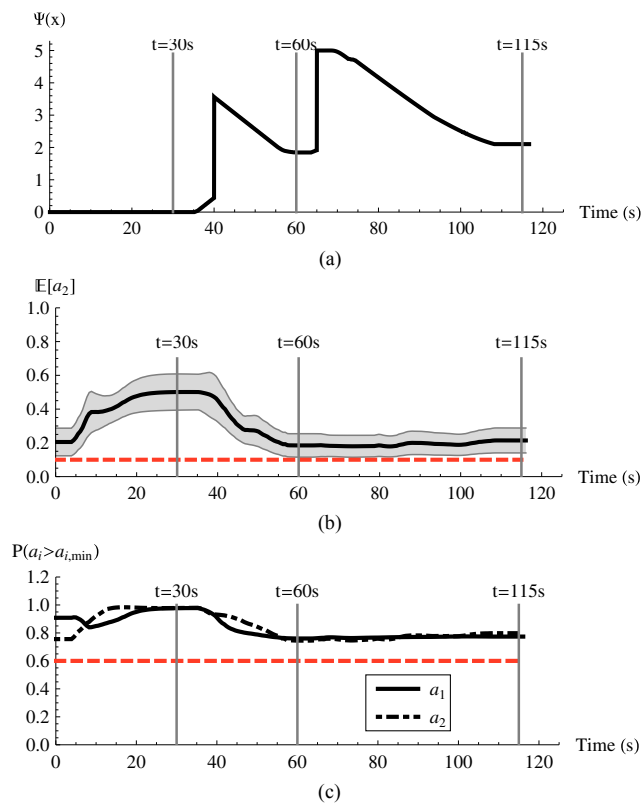 Ψ(x)
t=30s t=60s t=115s
5
4
3
2
1
0
0 20 40 60 80 100 120 Time (s)
(a)
𝔼[a₂]
1.0
0.8
t=30s t=60s t=115s
0.6
0.4
0.2
0.0
0 20 40 60 80 100 120 Time (s)
(b)
P(aᵢ>aᵢ,min)
1.2
t=30s t=60s t=115s
1.0
0.8
0.6
0.4
a₁
0.2
a₂
0.0
0 20 40 60 80 100 120 Time (s)
(c)